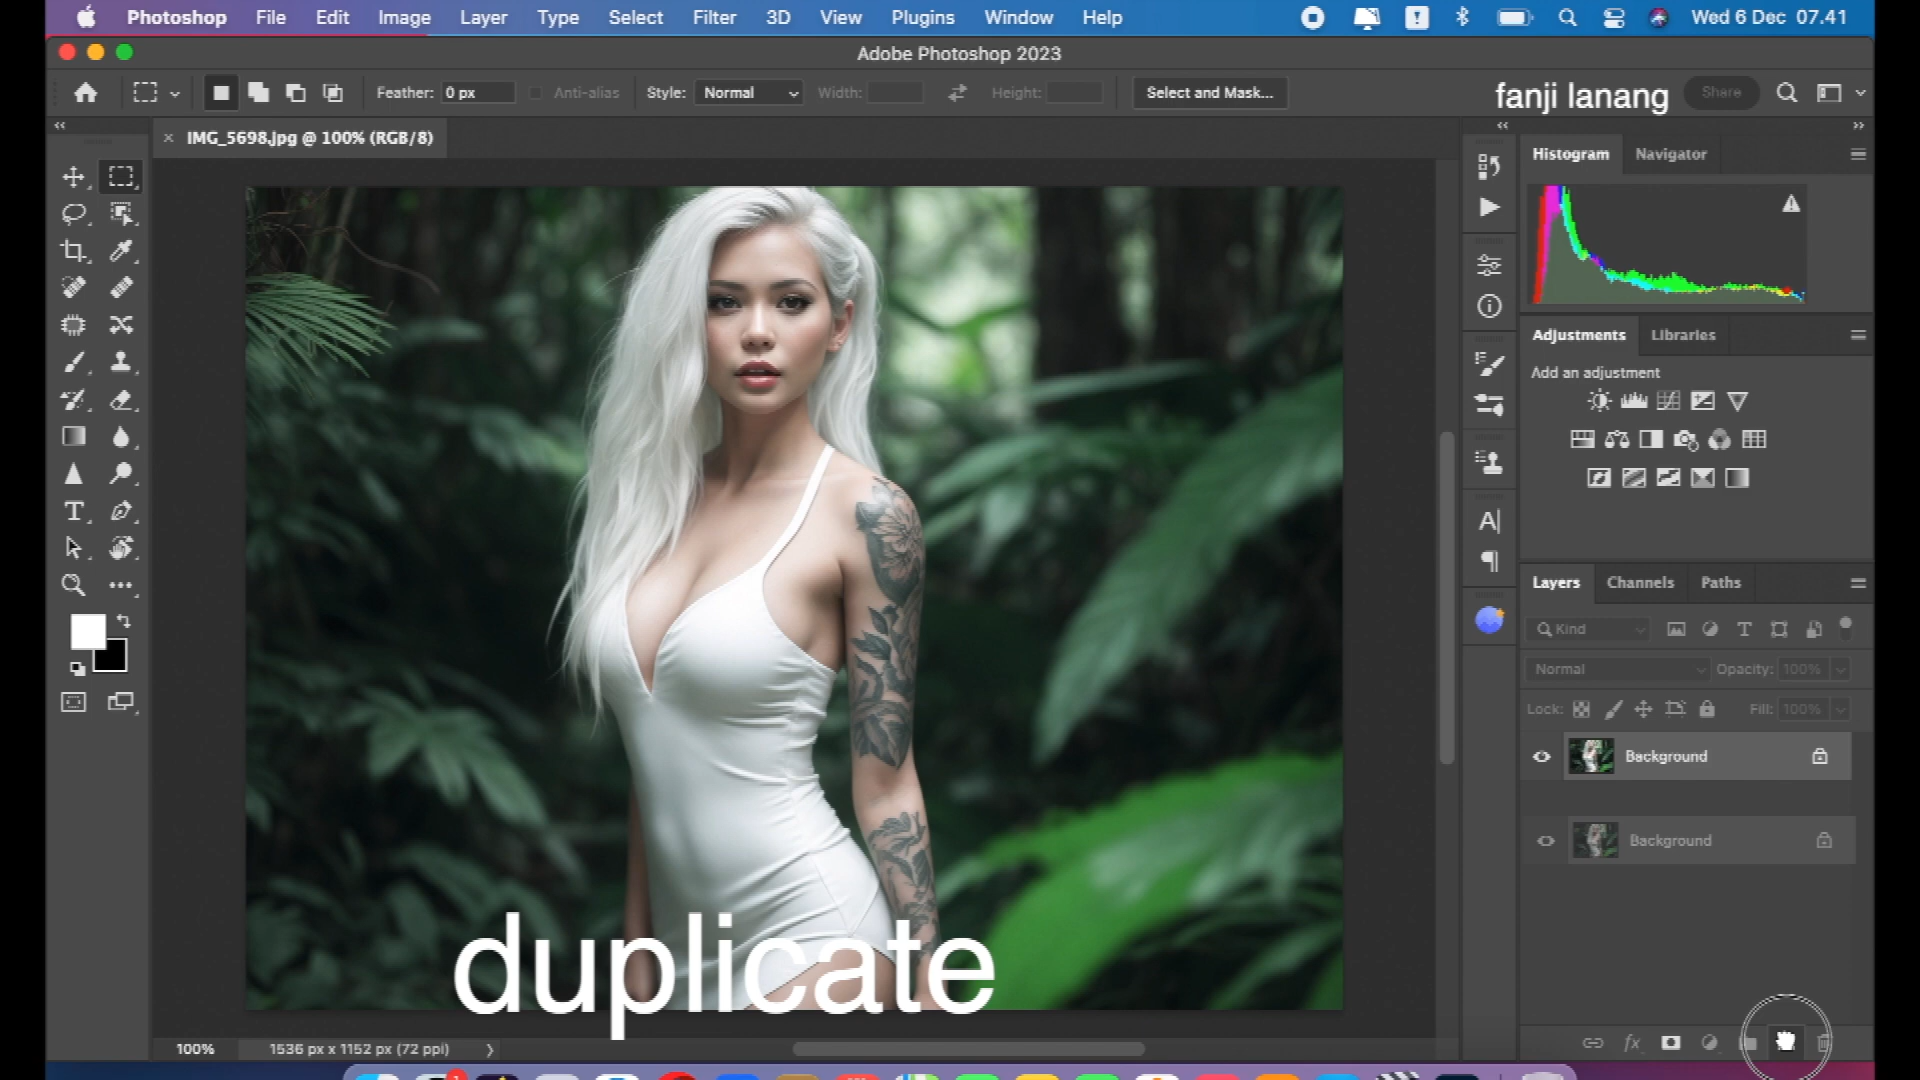 Photoshop File Edit Image Layer Type Select Filter 3D View Plugins Window Help Wed 6 Dec 07.41
Adobe Photoshop 2023
Feather: 0 px Anti-alias Style: Normal Width: Height: Select and Mask... fanji lanang Share
IMG_5698.jpg @ 100% (RGB/8)
Histogram Navigator
Adjustments Libraries
Add an adjustment
Layers Channels Paths
Kind
Normal Opacity: 100%
Lock: Fill: 100%
Background
Background
duplicate
100% 1536 px x 1152 px (72 ppi)